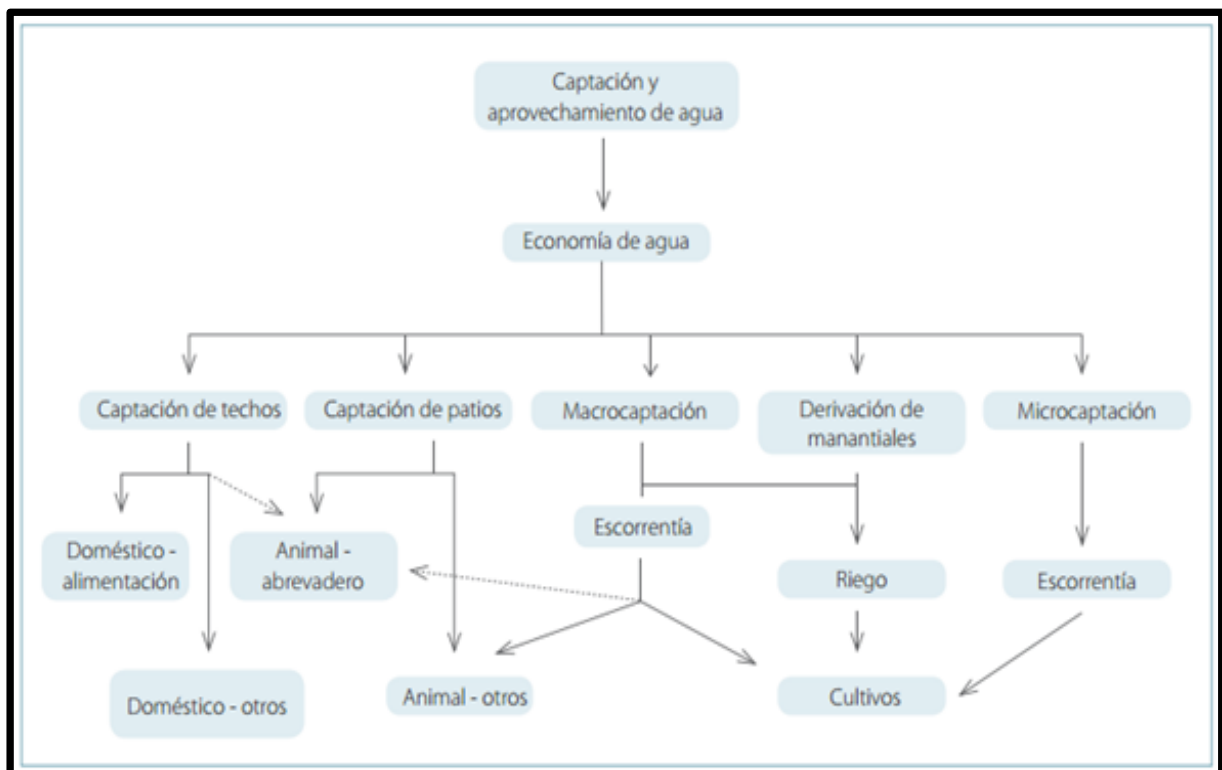 Captación y
aprovechamiento de agua
Economía de agua
Captación de techos
Captación de patios
Macrocaptación
Derivación de
manantiales
Microcaptación
Escorrentía
Doméstico -
alimentación
Animal -
abrevadero
Riego
Escorrentía
Doméstico - otros
Animal - otros
Cultivos